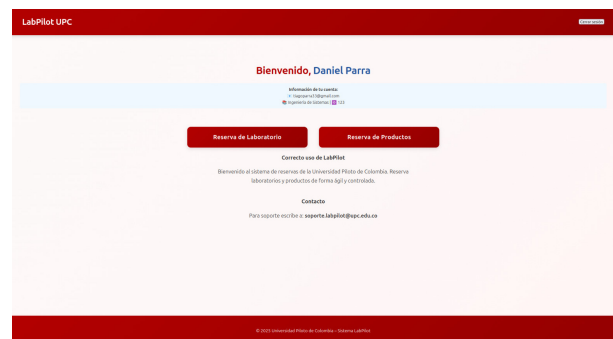 LabPilot UPC
Cerrar sesión
Bienvenido, Daniel Parra
Información de tu cuenta:
Ingeniería de Sistemas | 123
Reserva de Laboratorio
Reserva de Productos
Correcto uso de LabPilot
Bienvenido al sistema de reservas de la Universidad Piloto de Colombia. Reserva
laboratorios y productos de forma ágil y controlada.
Contacto
Para soporte escribe a: soporte.labpilot@upc.edu.co
© 2025 Universidad Piloto de Colombia - Sistema LabPilot